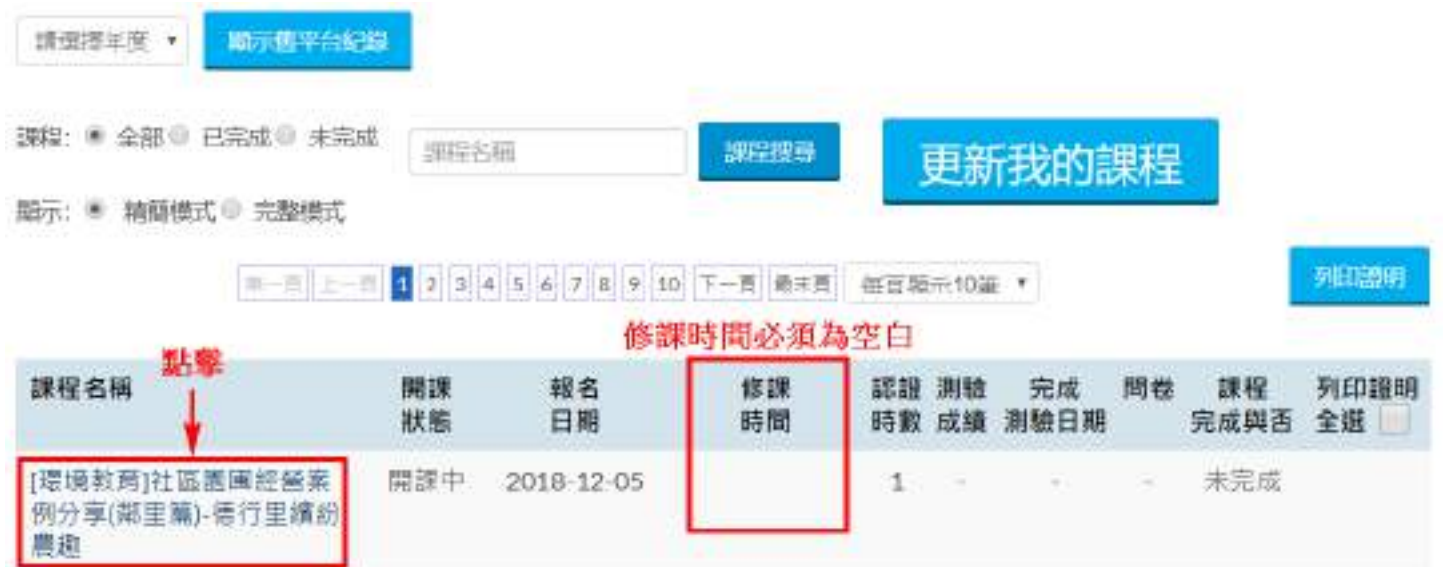 請選擇年度
顯示舊平台紀錄
課程: 全部 已完成 未完成
課程名稱
課程搜尋
更新我的課程
顯示: 精簡模式 完整模式
第一頁 上一頁 1 2 3 4 5 6 7 8 9 10 下一頁 最末頁 每頁顯示10筆
列印證明
修課時間必須為空白
點擊
課程名稱 開課 報名 修課 認證 測驗 完成 問卷 課程 列印證明
狀態 日期 時間 時數 成績 測驗日期 完成與否 全選
[環境教育]社區園圃經營案 開課中 2018-12-05 1 - - - 未完成
例分享(鄰里篇)-德行里繽紛
農趣